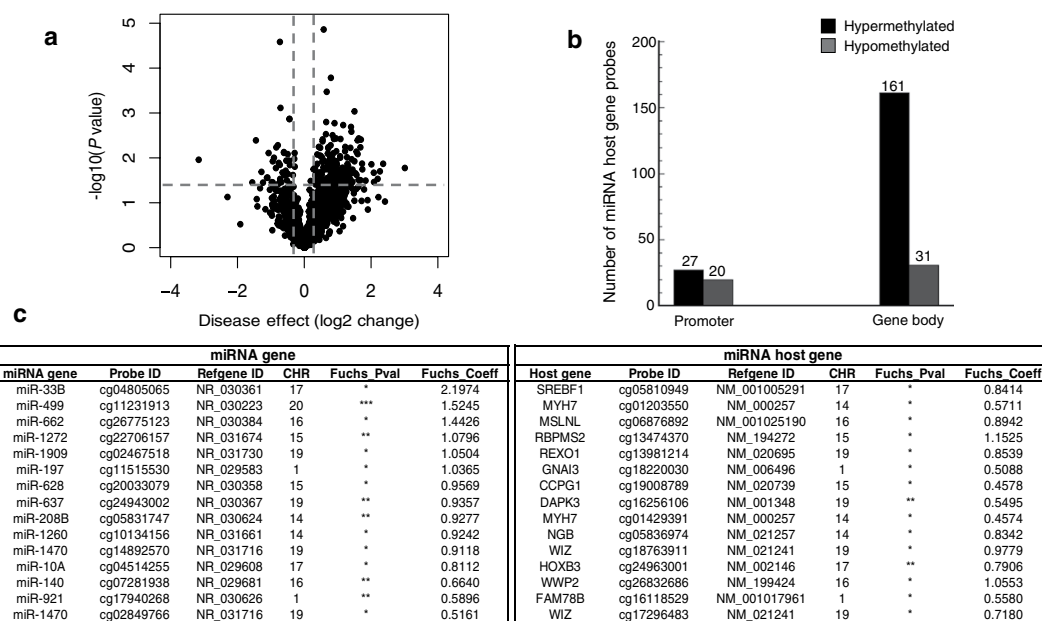 a
5
4
3
2
1
0
-log10(P value)
−4 −2 0 2 4
Disease effect (log2 change)
b
Hypermethylated
Hypomethylated
Number of miRNA host gene probes
200
150
100
50
0
27 20 161 31
Promoter Gene body
c
miRNA gene
miRNA gene Probe ID Refgene ID CHR Fuchs_Pval Fuchs_Coeff
miR-33B cg04805065 NR_030361 17 * 2.1974
miR-499 cg11231913 NR_030223 20 *** 1.5245
miR-662 cg26775123 NR_030384 16 * 1.4426
miR-1272 cg22706157 NR_031674 15 ** 1.0796
miR-1909 cg02467518 NR_031730 19 * 1.0504
miR-197 cg11515530 NR_029583 1 * 1.0365
miR-628 cg20033079 NR_030358 15 * 0.9569
miR-637 cg24943002 NR_030367 19 ** 0.9357
miR-208B cg05831747 NR_030624 14 ** 0.9277
miR-1260 cg10134156 NR_031661 14 * 0.9242
miR-1470 cg14892570 NR_031716 19 * 0.9118
miR-10A cg04514255 NR_029608 17 * 0.8112
miR-140 cg07281938 NR_029681 16 ** 0.6640
miR-921 cg17940268 NR_030626 1 ** 0.5896
miR-1470 cg02849766 NR_031716 19 * 0.5161
miRNA host gene
Host gene Probe ID Refgene ID CHR Fuchs_Pval Fuchs_Coeff
SREBF1 cg05810949 NM_001005291 17 * 0.8414
MYH7 cg01203550 NM_000257 14 * 0.5711
MSLNL cg06876892 NM_001025190 16 * 0.8942
RBPMS2 cg13474370 NM_194272 15 * 1.1525
REXO1 cg13981214 NM_020695 19 * 0.8539
GNAI3 cg18220030 NM_006496 1 * 0.5088
CCPG1 cg19008789 NM_020739 15 * 0.4578
DAPK3 cg16256106 NM_001348 19 ** 0.5495
MYH7 cg01429391 NM_000257 14 * 0.4574
NGB cg05836974 NM_021257 14 * 0.8342
WIZ cg18763911 NM_021241 19 * 0.9779
HOXB3 cg24963001 NM_002146 17 ** 0.7906
WWP2 cg26832686 NM_199424 16 * 1.0553
FAM78B cg16118529 NM_001017961 1 * 0.5580
WIZ cg17296483 NM_021241 19 * 0.7180